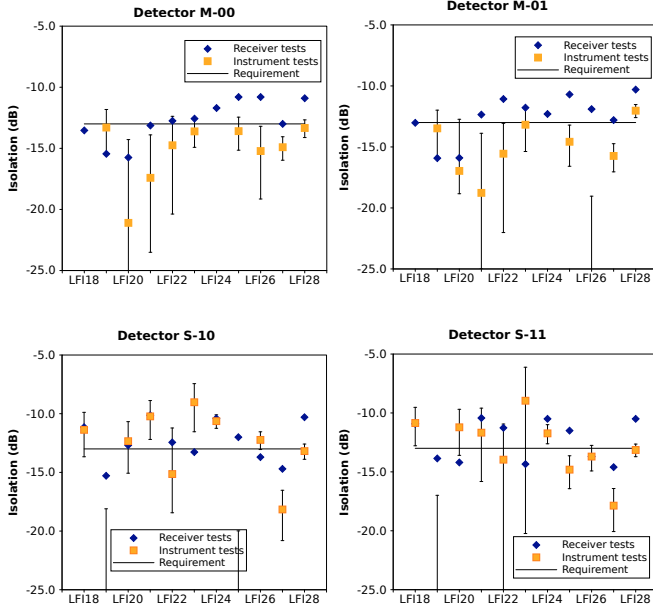 Detector M-00
-5.0
-10.0
-15.0
-20.0
-25.0
Isolation (dB)
Receiver tests
Instrument tests
Requirement
LFI18 LFI20 LFI22 LFI24 LFI26 LFI28
Detector M-01
-5.0
-10.0
-15.0
-20.0
-25.0
Isolation (dB)
Receiver tests
Instrument tests
Requirement
LFI18 LFI20 LFI22 LFI24 LFI26 LFI28
Detector S-10
-5.0
-10.0
-15.0
-20.0
-25.0
Isolation (dB)
Receiver tests
Instrument tests
Requirement
LFI18 LFI20 LFI22 LFI24 LFI26 LFI28
Detector S-11
-5.0
-10.0
-15.0
-20.0
-25.0
Isolation (dB)
Receiver tests
Instrument tests
Requirement
LFI18 LFI20 LFI22 LFI24 LFI26 LFI28